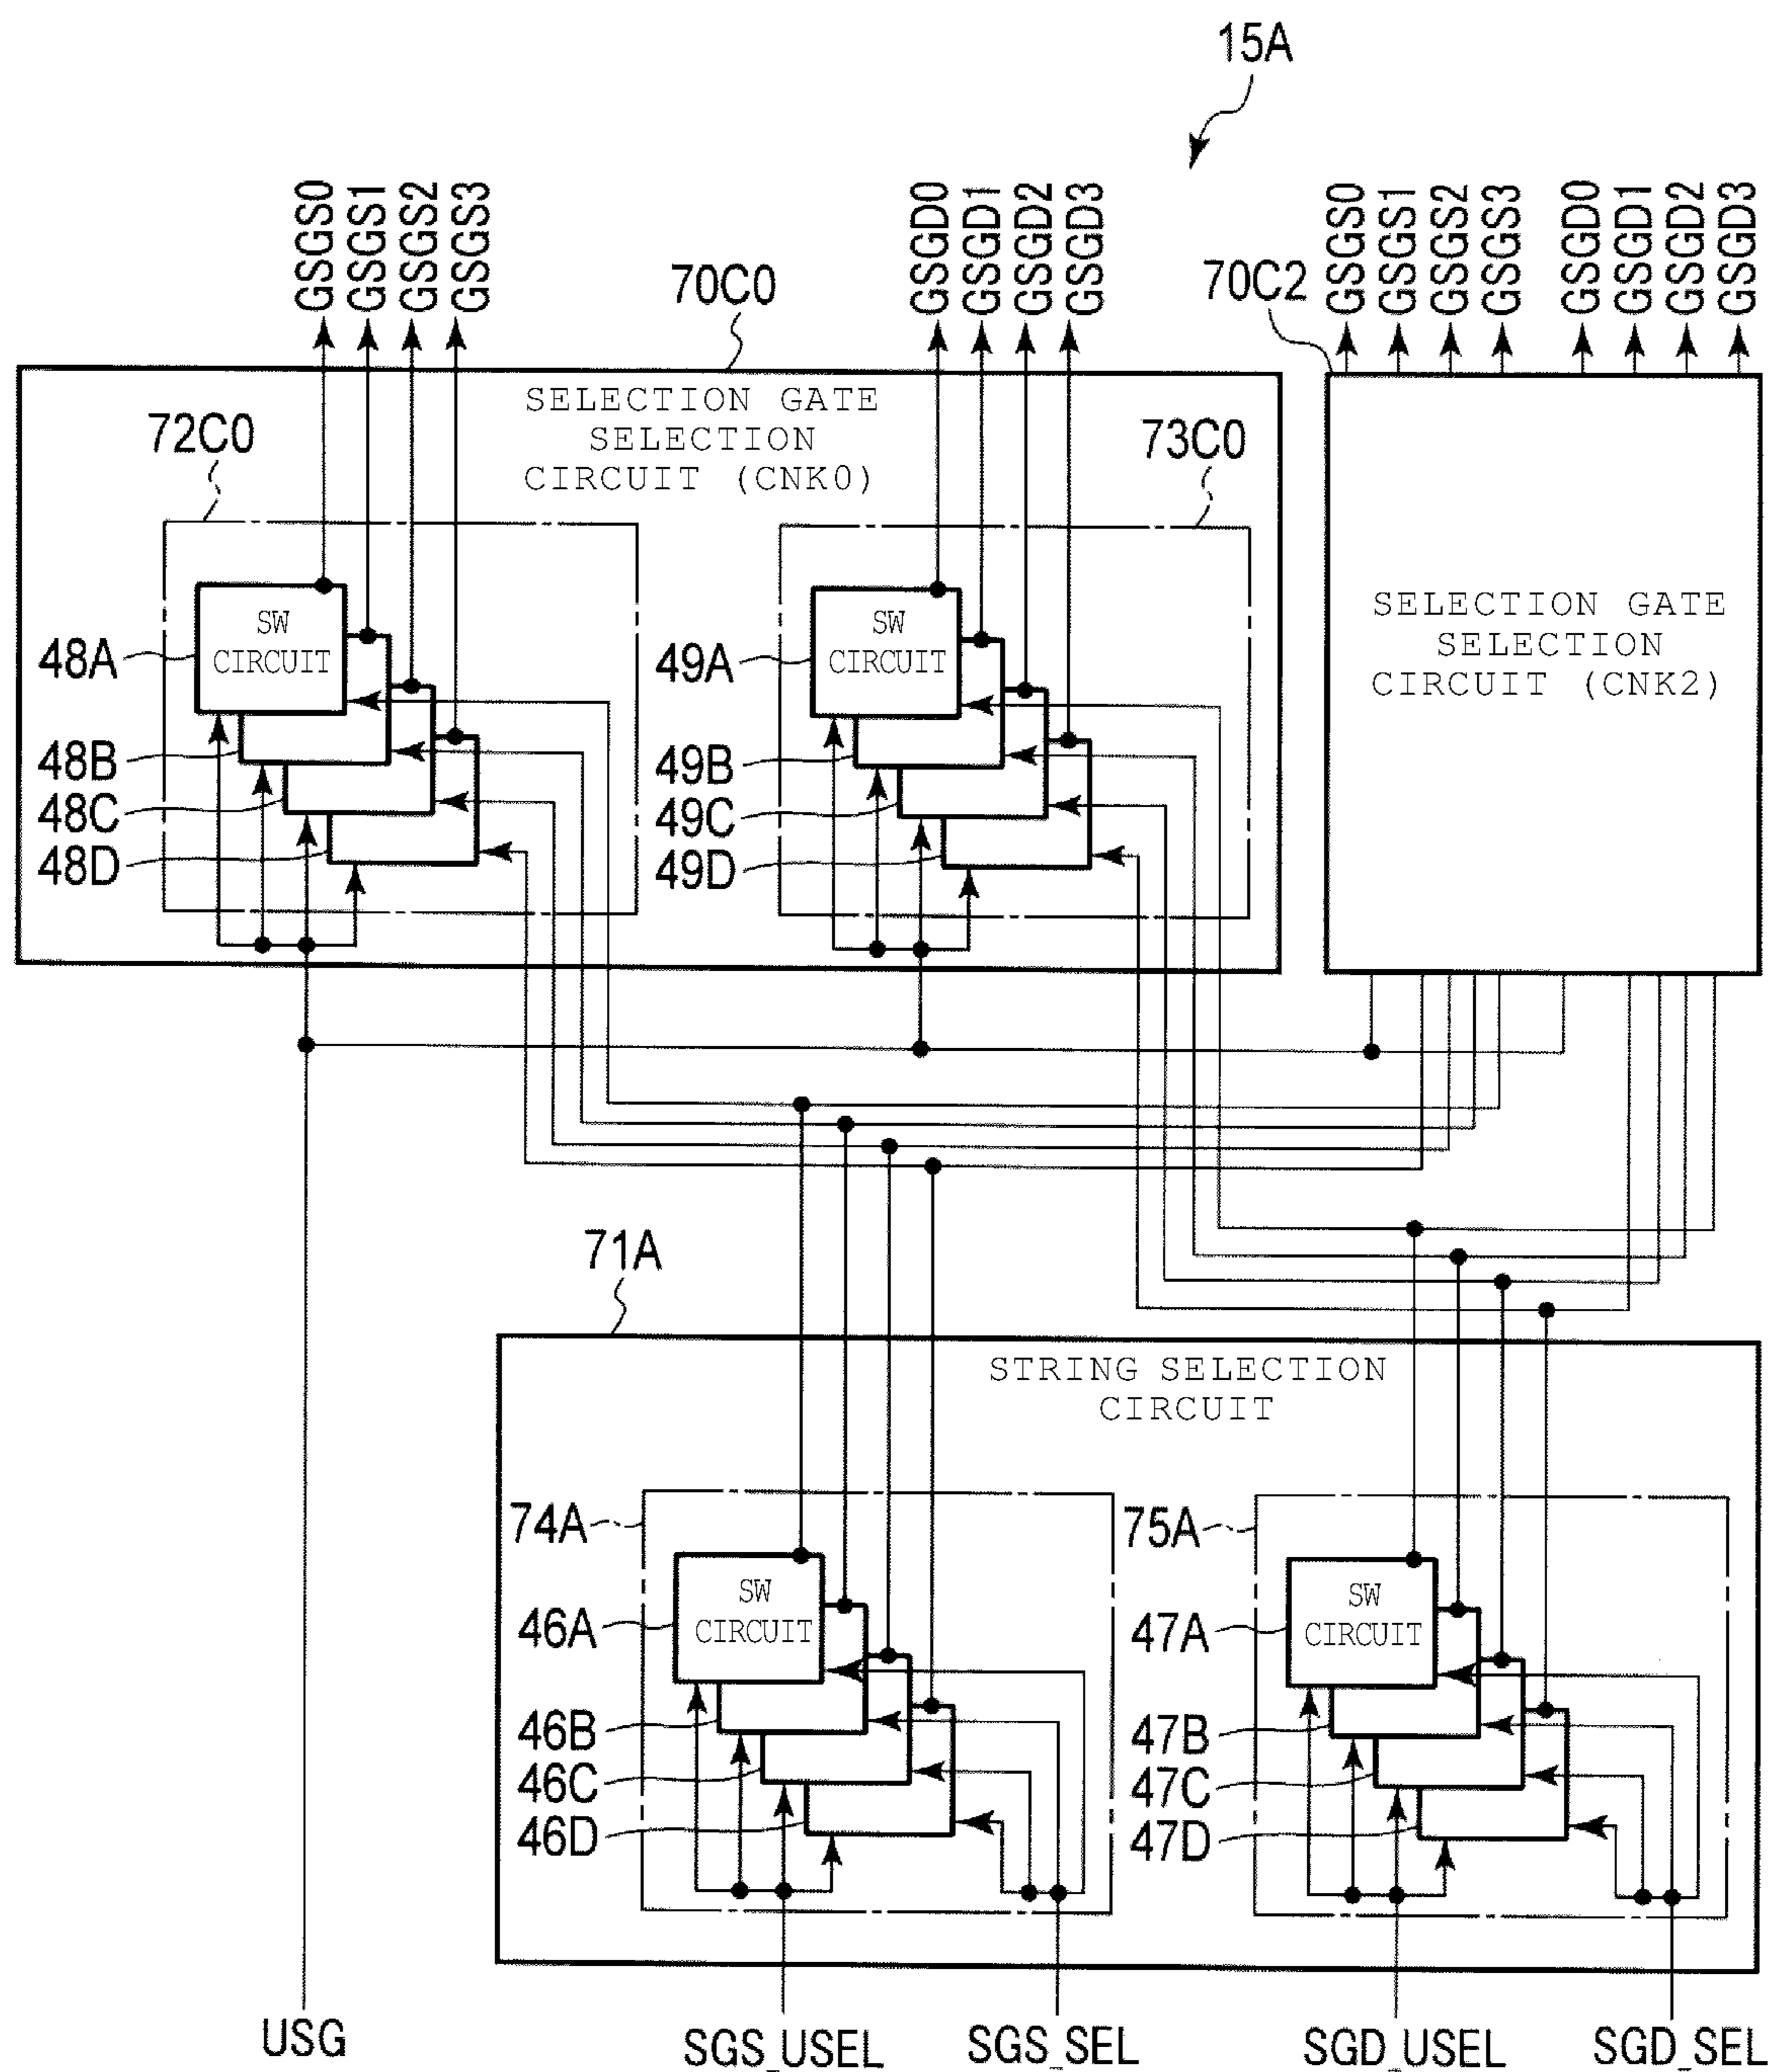 15A
GSGS0
GSGS1
GSGS2
GSGS3
GSGD0
GSGD1
GSGD2
GSGD3
GSGS0
GSGS1
GSGS2
GSGS3
GSGD0
GSGD1
GSGD2
GSGD3
70C0
70C2
SELECTION GATE
SELECTION
CIRCUIT (CNK0)
72C0
73C0
SW
CIRCUIT
48A
48B
48C
48D
SW
CIRCUIT
49A
49B
49C
49D
SELECTION GATE
SELECTION
CIRCUIT (CNK2)
71A
STRING SELECTION
CIRCUIT
74A
75A
SW
CIRCUIT
46A
46B
46C
46D
SW
CIRCUIT
47A
47B
47C
47D
USG
SGS_USEL
SGS_SEL
SGD_USEL
SGD_SEL